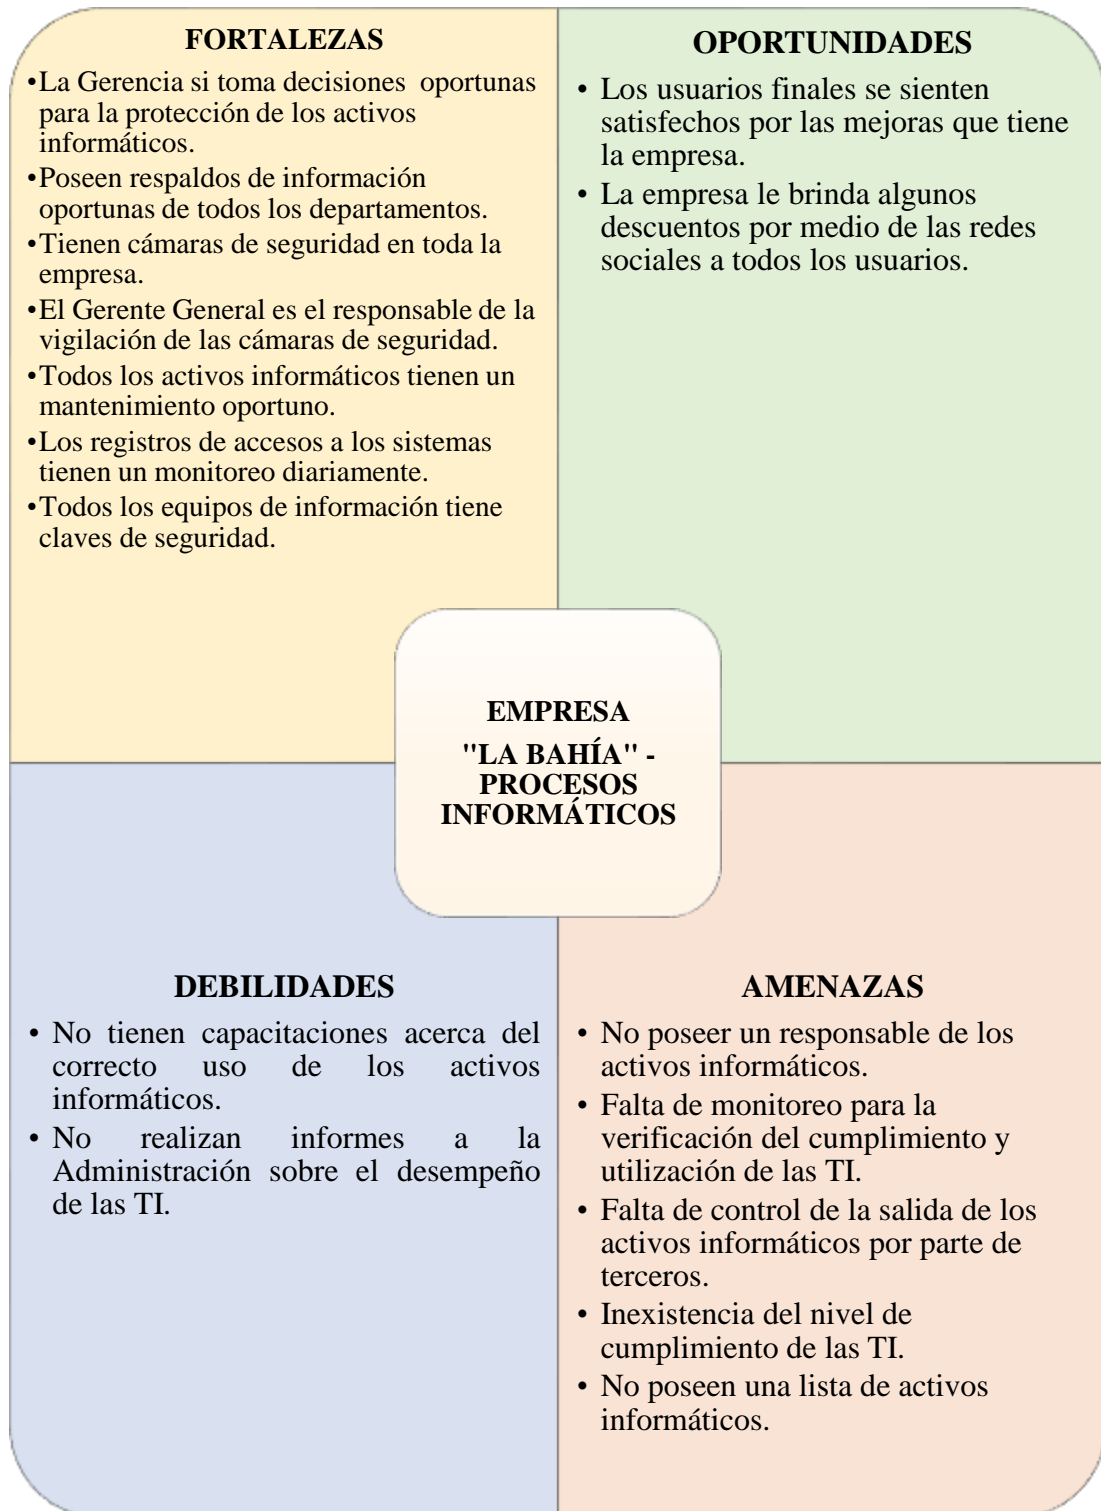 FORTALEZAS
•La Gerencia si toma decisiones oportunas
para la protección de los activos
informáticos.
•Poseen respaldos de información
oportunas de todos los departamentos.
•Tienen cámaras de seguridad en toda la
empresa.
•El Gerente General es el responsable de la
vigilación de las cámaras de seguridad.
•Todos los activos informáticos tienen un
mantenimiento oportuno.
•Los registros de accesos a los sistemas
tienen un monitoreo diariamente.
•Todos los equipos de información tiene
claves de seguridad.
OPORTUNIDADES
• Los usuarios finales se sienten
satisfechos por las mejoras que tiene
la empresa.
• La empresa le brinda algunos
descuentos por medio de las redes
sociales a todos los usuarios.
EMPRESA
"LA BAHÍA" -
PROCESOS
INFORMÁTICOS
DEBILIDADES
• No tienen capacitaciones acerca del
correcto uso de los activos
informáticos.
• No realizan informes a la
Administración sobre el desempeño
de las TI.
AMENAZAS
• No poseer un responsable de los
activos informáticos.
• Falta de monitoreo para la
verificación del cumplimiento y
utilización de las TI.
• Falta de control de la salida de los
activos informáticos por parte de
terceros.
• Inexistencia del nivel de
cumplimiento de las TI.
• No poseen una lista de activos
informáticos.